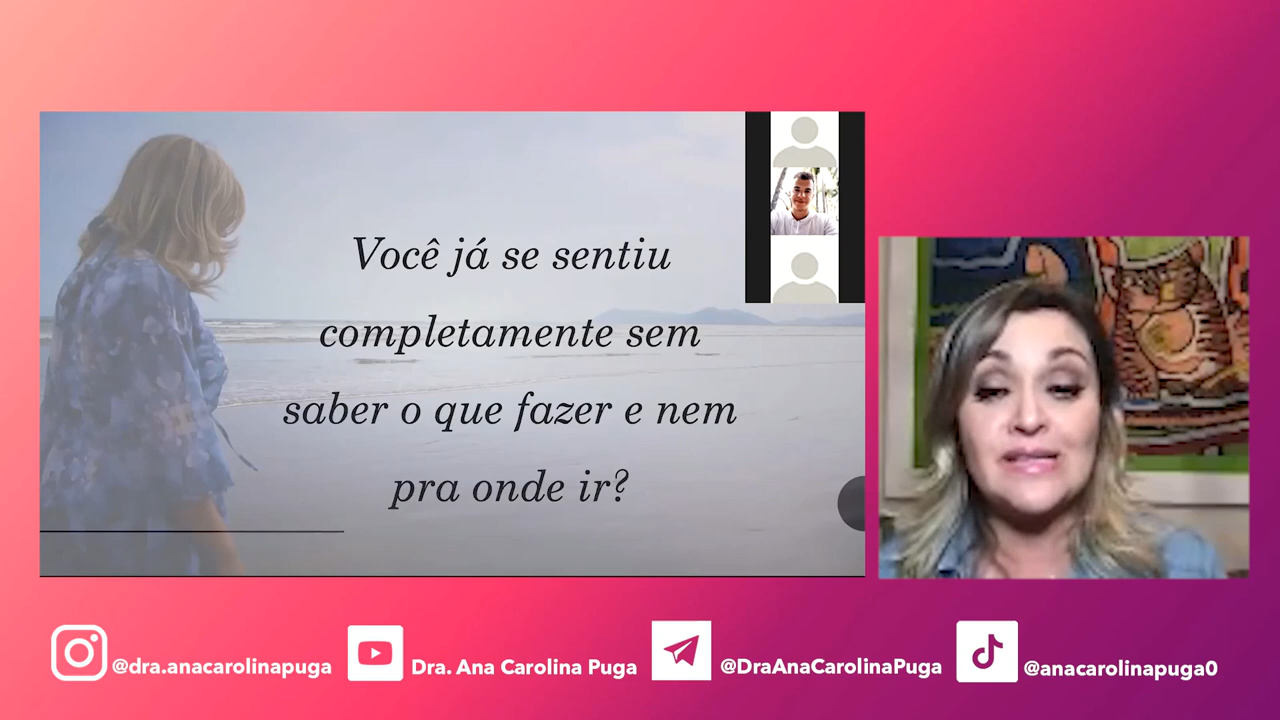 Você já se sentiu
completamente sem
saber o que fazer e nem
pra onde ir?
@dra.anacarolinapuga
Dra. Ana Carolina Puga
@DraAnaCarolinaPuga
@anacarolinapuga0